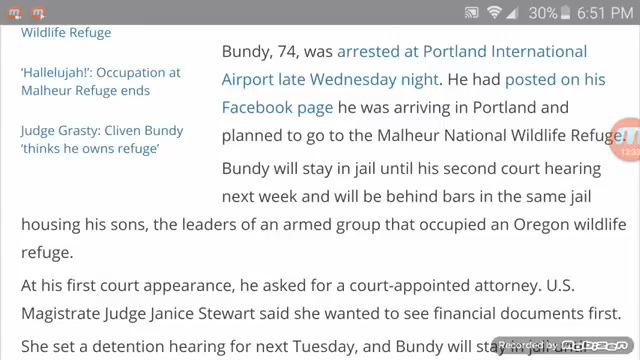 30% 6:51 PM
Wildlife Refuge
'Hallelujah!': Occupation at
Malheur Refuge ends
Judge Grasty: Cliven Bundy
'thinks he owns refuge'
Bundy, 74, was arrested at Portland International
Airport late Wednesday night. He had posted on his
Facebook page he was arriving in Portland and
planned to go to the Malheur National Wildlife Refuge.
13:33
Bundy will stay in jail until his second court hearing
next week and will be behind bars in the same jail
housing his sons, the leaders of an armed group that occupied an Oregon wildlife
refuge.
At his first court appearance, he asked for a court-appointed attorney. U.S.
Magistrate Judge Janice Stewart said she wanted to see financial documents first.
She set a detention hearing for next Tuesday, and Bundy will stay in jail until
Recorded by